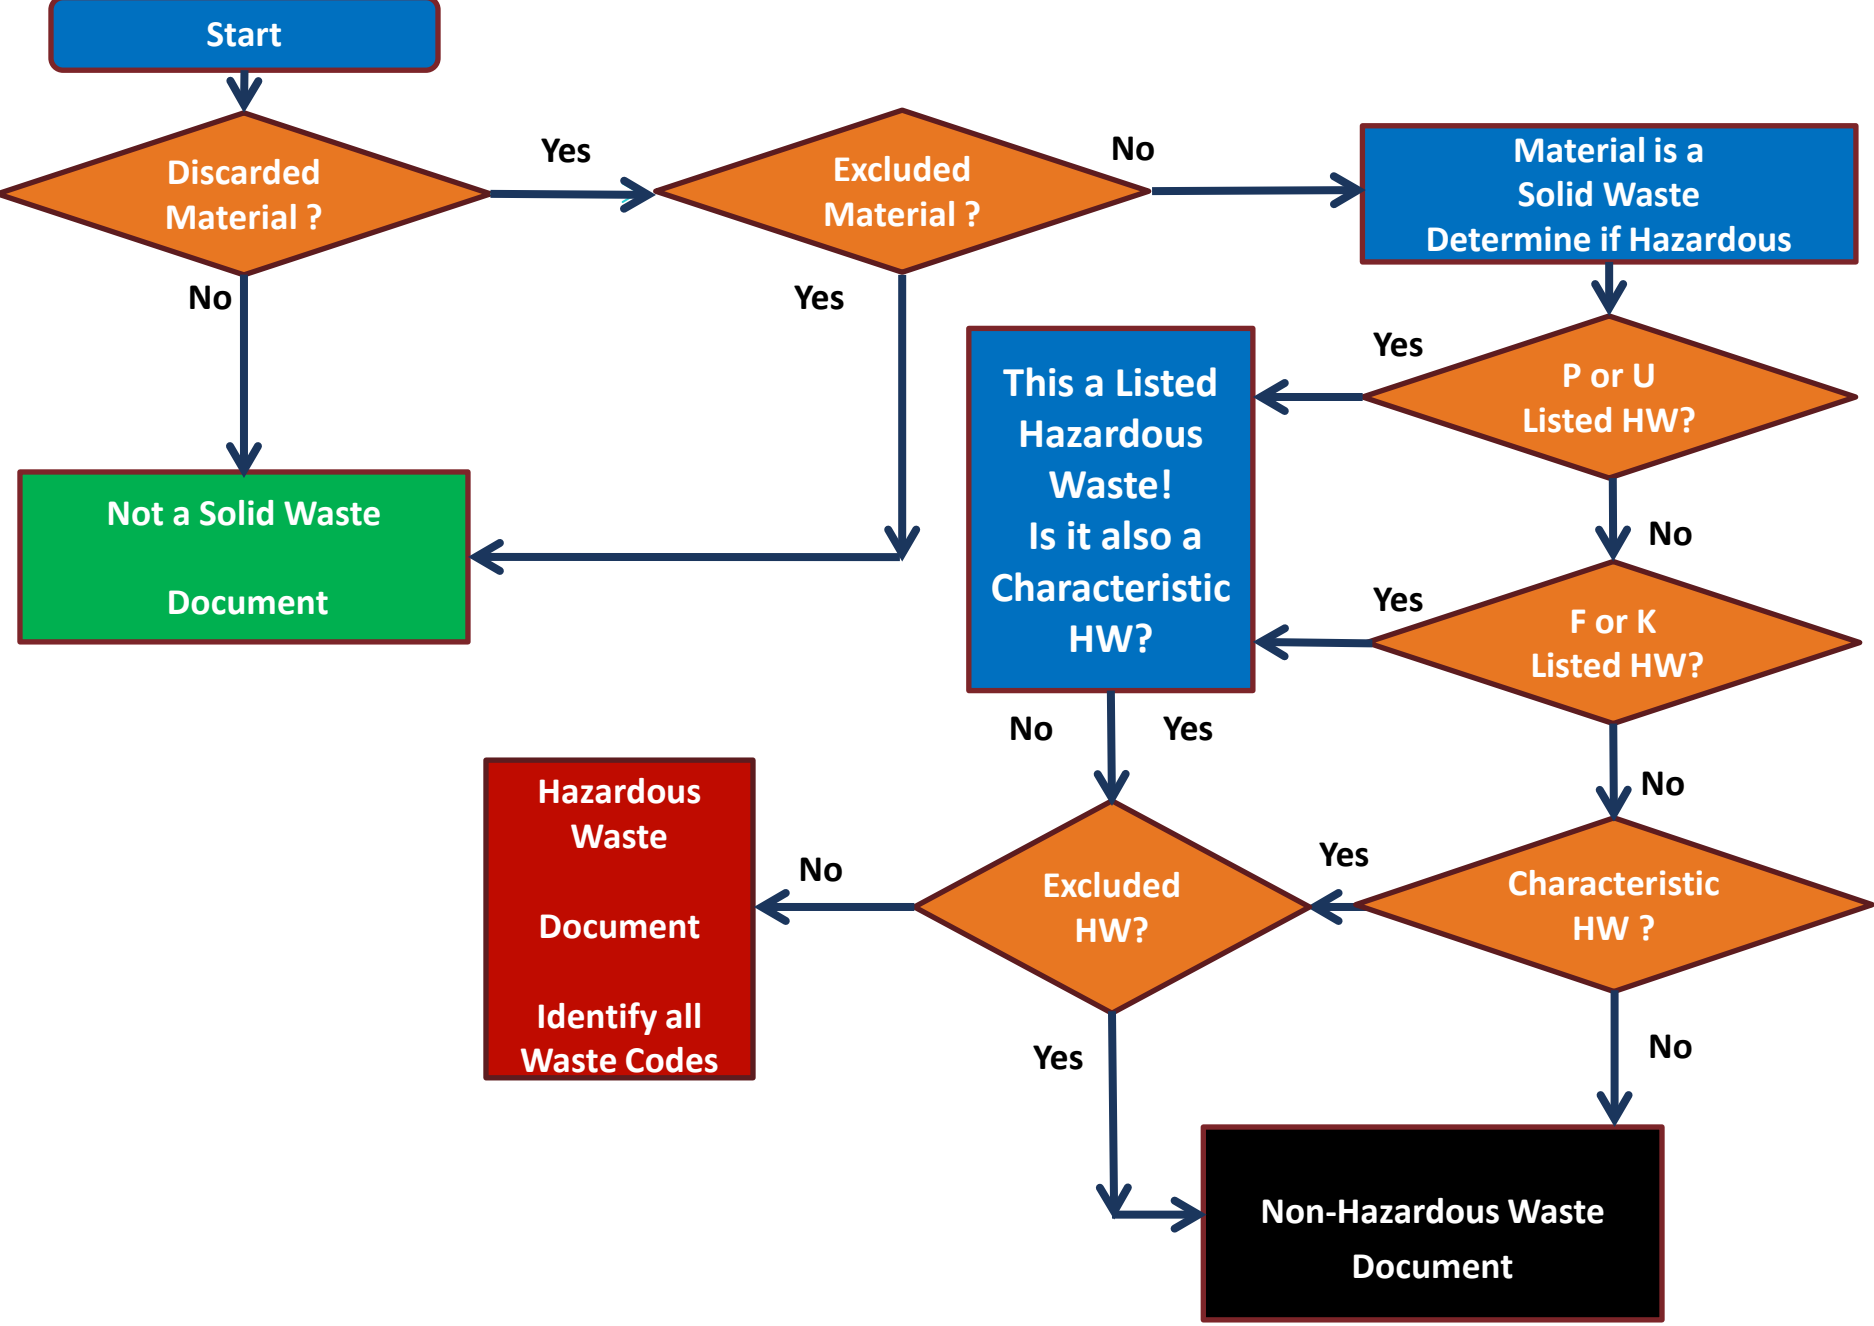 Start
Discarded
Material ?
Yes
Excluded
Material ?
No
Material is a
Solid Waste
Determine if Hazardous
No
Yes
Yes
P or U
Listed HW?
This a Listed
Hazardous
Waste!
Is it also a
Characteristic
HW?
Not a Solid Waste
Document
No
Yes
F or K
Listed HW?
No
Yes
No
Hazardous
Waste
Document
Identify all
Waste Codes
No
Excluded
HW?
Yes
Characteristic
HW ?
Yes
No
Non-Hazardous Waste
Document